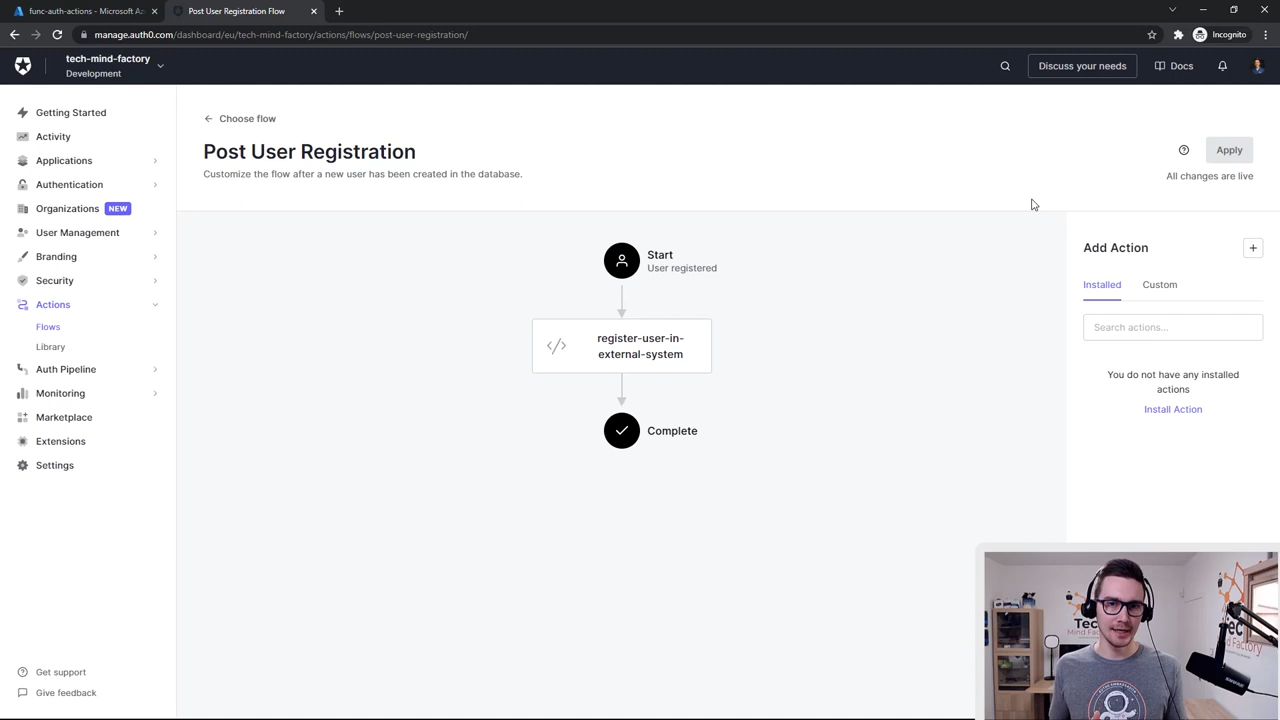 func-auth-actions - Microsoft Az
Post User Registration Flow
manage.auth0.com/dashboard/eu/tech-mind-factory/actions/flows/post-user-registration/
Incognito
tech-mind-factory
Development
Discuss your needs
Docs
Getting Started
Activity
Applications
Authentication
Organizations NEW
User Management
Branding
Security
Actions
Flows
Library
Auth Pipeline
Monitoring
Marketplace
Extensions
Settings
Get support
Give feedback
Choose flow
Post User Registration
Customize the flow after a new user has been created in the database.
Apply
All changes are live
Start
User registered
register-user-in-
external-system
Complete
Add Action
Installed Custom
Search actions...
You do not have any installed
actions
Install Action
Tec
Mind Fac
Mind Factory